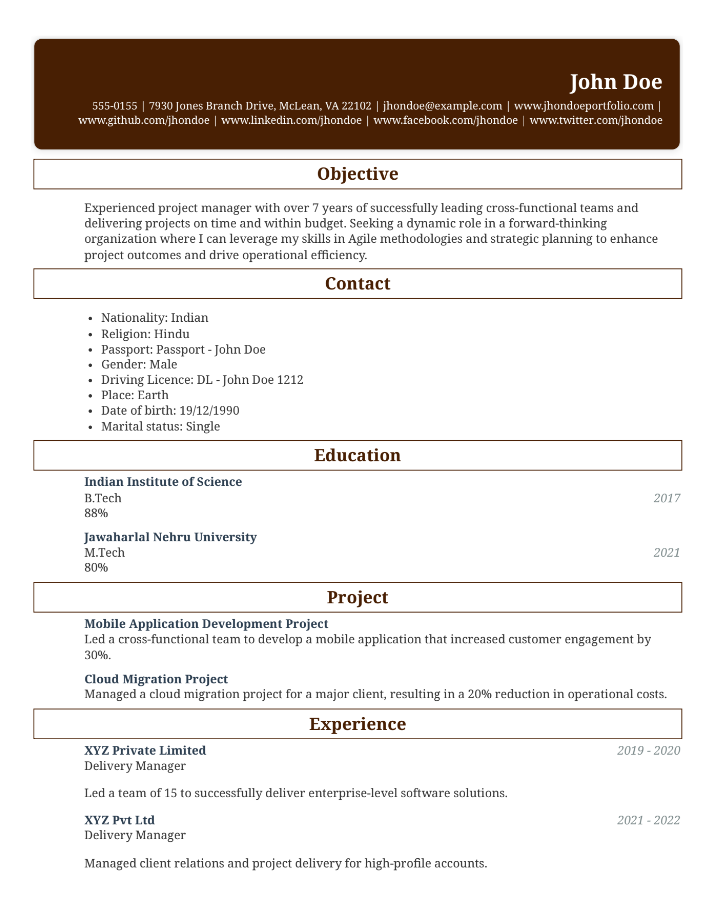 John Doe
555-0155 | 7930 Jones Branch Drive, McLean, VA 22102 | jhondoe@example.com | www.jhondoeportfolio.com |
www.github.com/jhondoe | www.linkedin.com/jhondoe | www.facebook.com/jhondoe | www.twitter.com/jhondoe
Objective
Experienced project manager with over 7 years of successfully leading cross-functional teams and
delivering projects on time and within budget. Seeking a dynamic role in a forward-thinking
organization where I can leverage my skills in Agile methodologies and strategic planning to enhance
project outcomes and drive operational efficiency.
Contact
• Nationality: Indian
• Religion: Hindu
• Passport: Passport - John Doe
• Gender: Male
• Driving Licence: DL - John Doe 1212
• Place: Earth
• Date of birth: 19/12/1990
• Marital status: Single
Education
Indian Institute of Science
B.Tech 2017
88%
Jawaharlal Nehru University
M.Tech 2021
80%
Project
Mobile Application Development Project
Led a cross-functional team to develop a mobile application that increased customer engagement by
30%.
Cloud Migration Project
Managed a cloud migration project for a major client, resulting in a 20% reduction in operational costs.
Experience
XYZ Private Limited 2019 - 2020
Delivery Manager
Led a team of 15 to successfully deliver enterprise-level software solutions.
XYZ Pvt Ltd 2021 - 2022
Delivery Manager
Managed client relations and project delivery for high-profile accounts.